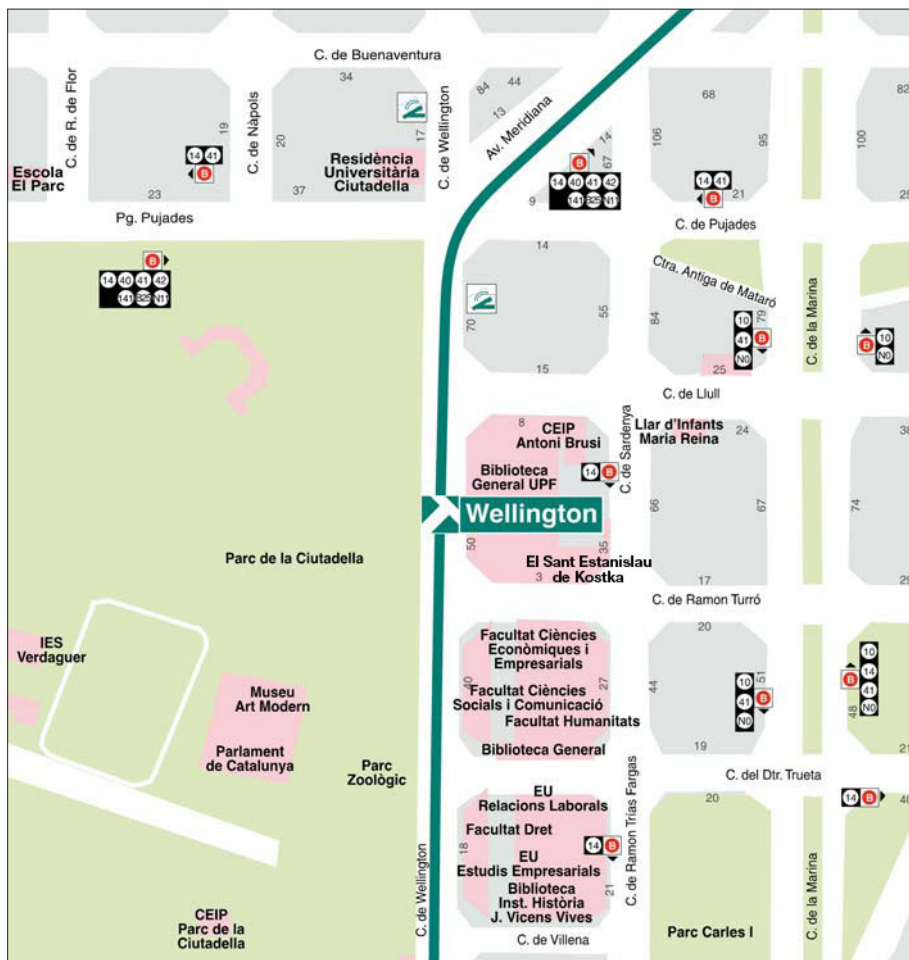 C. de Buenaventura
34
44
84
13
68
82
C. de R. de Flor
19
C. de Nàpols
20
17
C. de Wellington
Av. Meridiana
14
67
106
95
100
14 41
B
Escola
El Parc
Residència
Universitària
Ciutadella
B
14 40 41 42
141 B25 N11
14 41
B
23
37
9
21
25
Pg. Pujades
C. de Pujades
B
14 40 41 42
141 B25 N11
14
Ctra. Antiga de Mataró
70
55
84
79
10
41
N0
B
C. de la Marina
B
10
N0
15
25
C. de Llull
8
CEIP
Antoni Brusi
C. de Sardenya
Llar d'Infants
Maria Reina
24
38
Biblioteca
General UPF
14 B
66
67
74
Wellington
50
35
Parc de la Ciutadella
El Sant Estanislau
de Kostka
3
17
29
C. de Ramon Turró
IES
Verdaguer
Facultat Ciències
Econòmiques i
Empresarials
20
40
27
44
51
10
41
N0
B
B
10
14
41
N0
48
Museu
Art Modern
Facultat Ciències
Socials i Comunicació
Facultat Humanitats
Parlament
de Catalunya
Parc
Zoològic
Biblioteca General
19
21
C. del Dtr. Trueta
EU
Relacions Laborals
20
14 B
40
Facultat Dret
18
C. de Ramon Trias Fargas
14 B
EU
Estudis Empresarials
21
Biblioteca
Inst. Història
J. Vicens Vives
C. de Wellington
C. de la Marina
CEIP
Parc de la
Ciutadella
C. de Villena
Parc Carles I